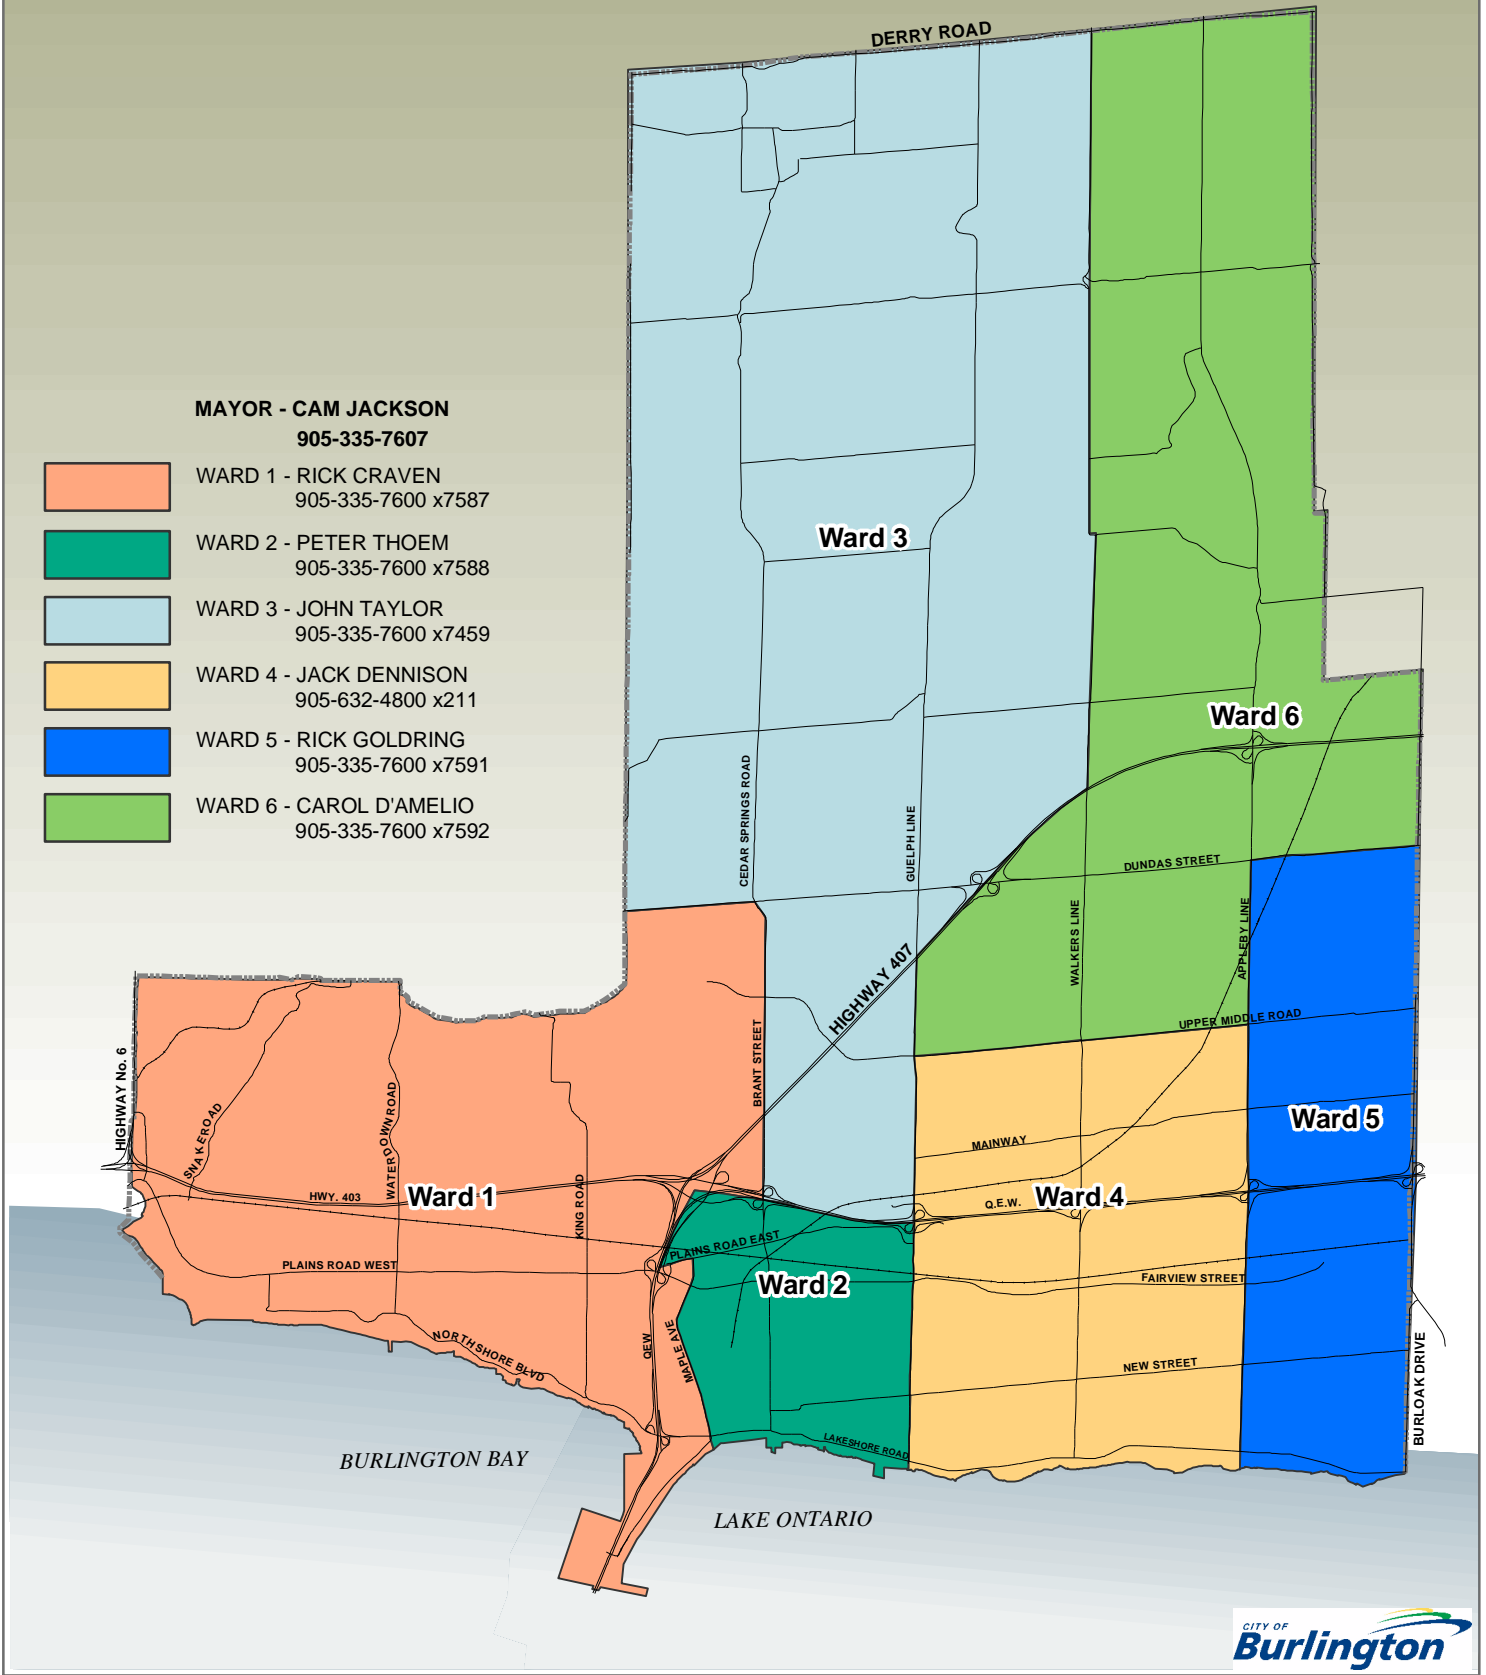 DERRY ROAD
MAYOR - CAM JACKSON
905-335-7607
WARD 1 - RICK CRAVEN
905-335-7600 x7587
WARD 2 - PETER THOEM
905-335-7600 x7588
WARD 3 - JOHN TAYLOR
905-335-7600 x7459
WARD 4 - JACK DENNISON
905-632-4800 x211
WARD 5 - RICK GOLDRING
905-335-7600 x7591
WARD 6 - CAROL D'AMELIO
905-335-7600 x7592
Ward 3
Ward 6
CEDAR SPRINGS ROAD
GUELPH LINE
DUNDAS STREET
WALKERS LINE
APPLEBY LINE
HIGHWAY 407
UPPER MIDDLE ROAD
BRANT STREET
HIGHWAY No. 6
SNAKE ROAD
WATERDOWN ROAD
Ward 5
MAINWAY
HWY. 403
Ward 1
KING ROAD
Q.E.W.
Ward 4
PLAINS ROAD EAST
PLAINS ROAD WEST
Ward 2
FAIRVIEW STREET
NORTHSHORE BLVD
QEW
MAPLE AVE
NEW STREET
BURLOAK DRIVE
LAKESHORE ROAD
BURLINGTON BAY
LAKE ONTARIO
CITY OF
Burlington